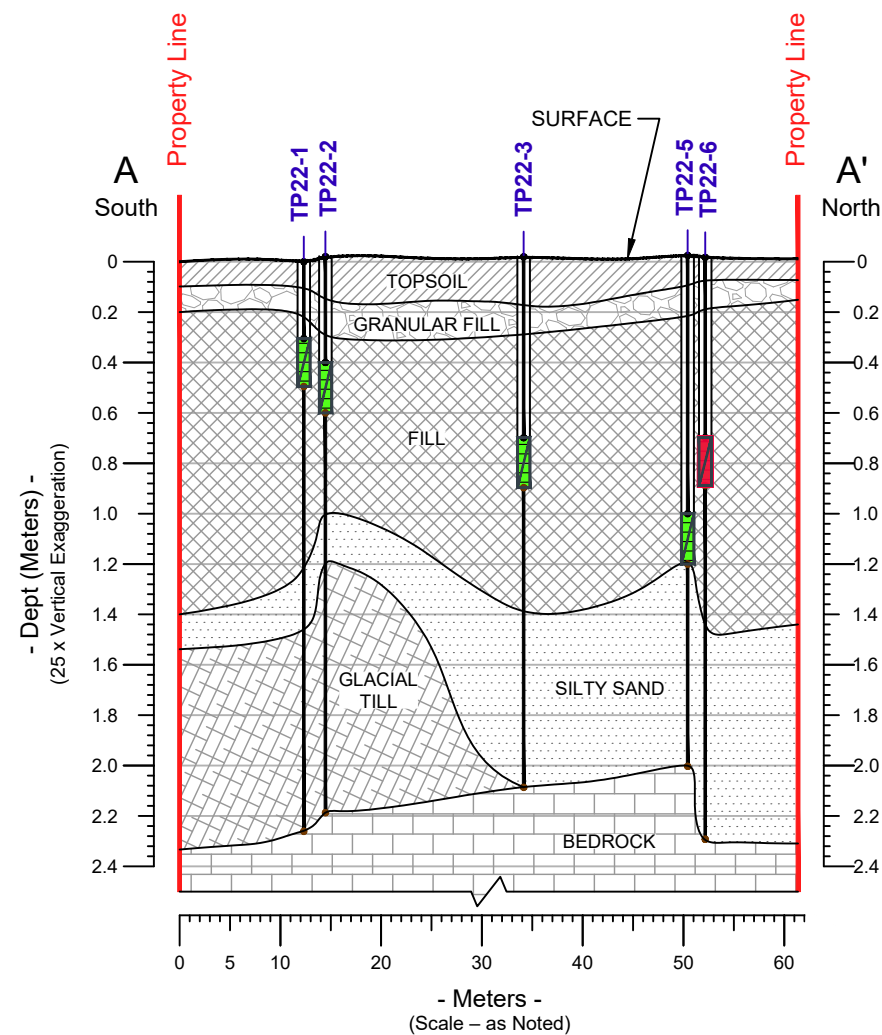 Property Line
Property Line
SURFACE
TP22-1
TP22-2
TP22-3
TP22-5
TP22-6
A
South
A'
North
0
0.2
0.4
0.6
0.8
1.0
1.2
1.4
1.6
1.8
2.0
2.2
2.4
- Dept (Meters) -
(25 x Vertical Exaggeration)
TOPSOIL
GRANULAR FILL
FILL
GLACIAL
TILL
SILTY SAND
BEDROCK
0
0.2
0.4
0.6
0.8
1.0
1.2
1.4
1.6
1.8
2.0
2.2
2.4
0 5 10 20 30 40 50 60
- Meters -
(Scale – as Noted)